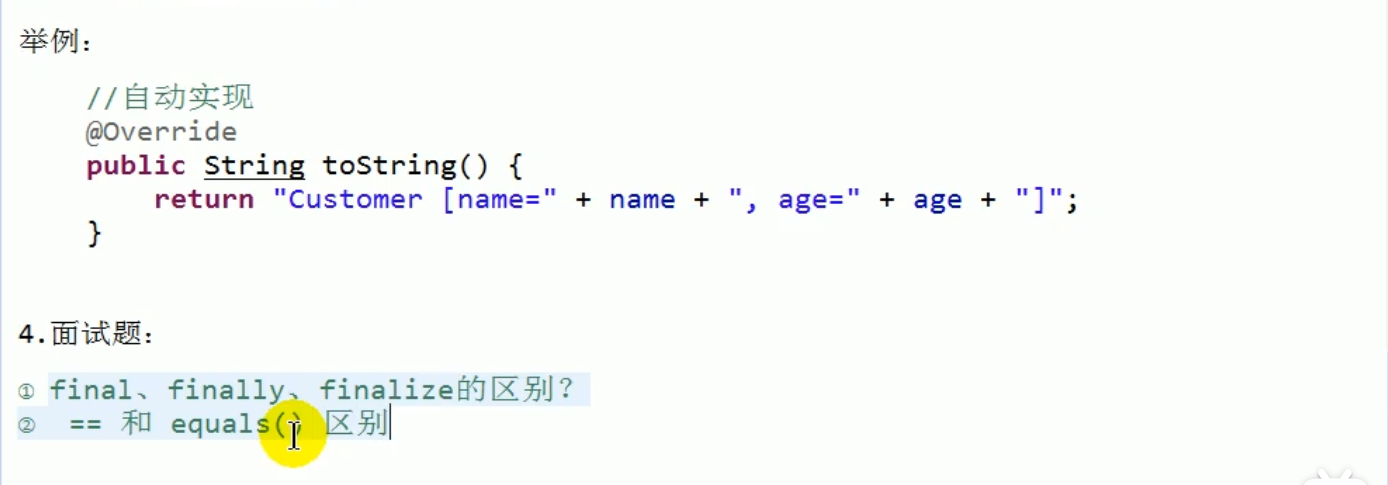 举例：
//自动实现
@Override
public String toString() {
return "Customer [name=" + name + ", age=" + age + "]";
}
4.面试题：
① final、finally、finalize的区别？
② == 和 equals() 区别